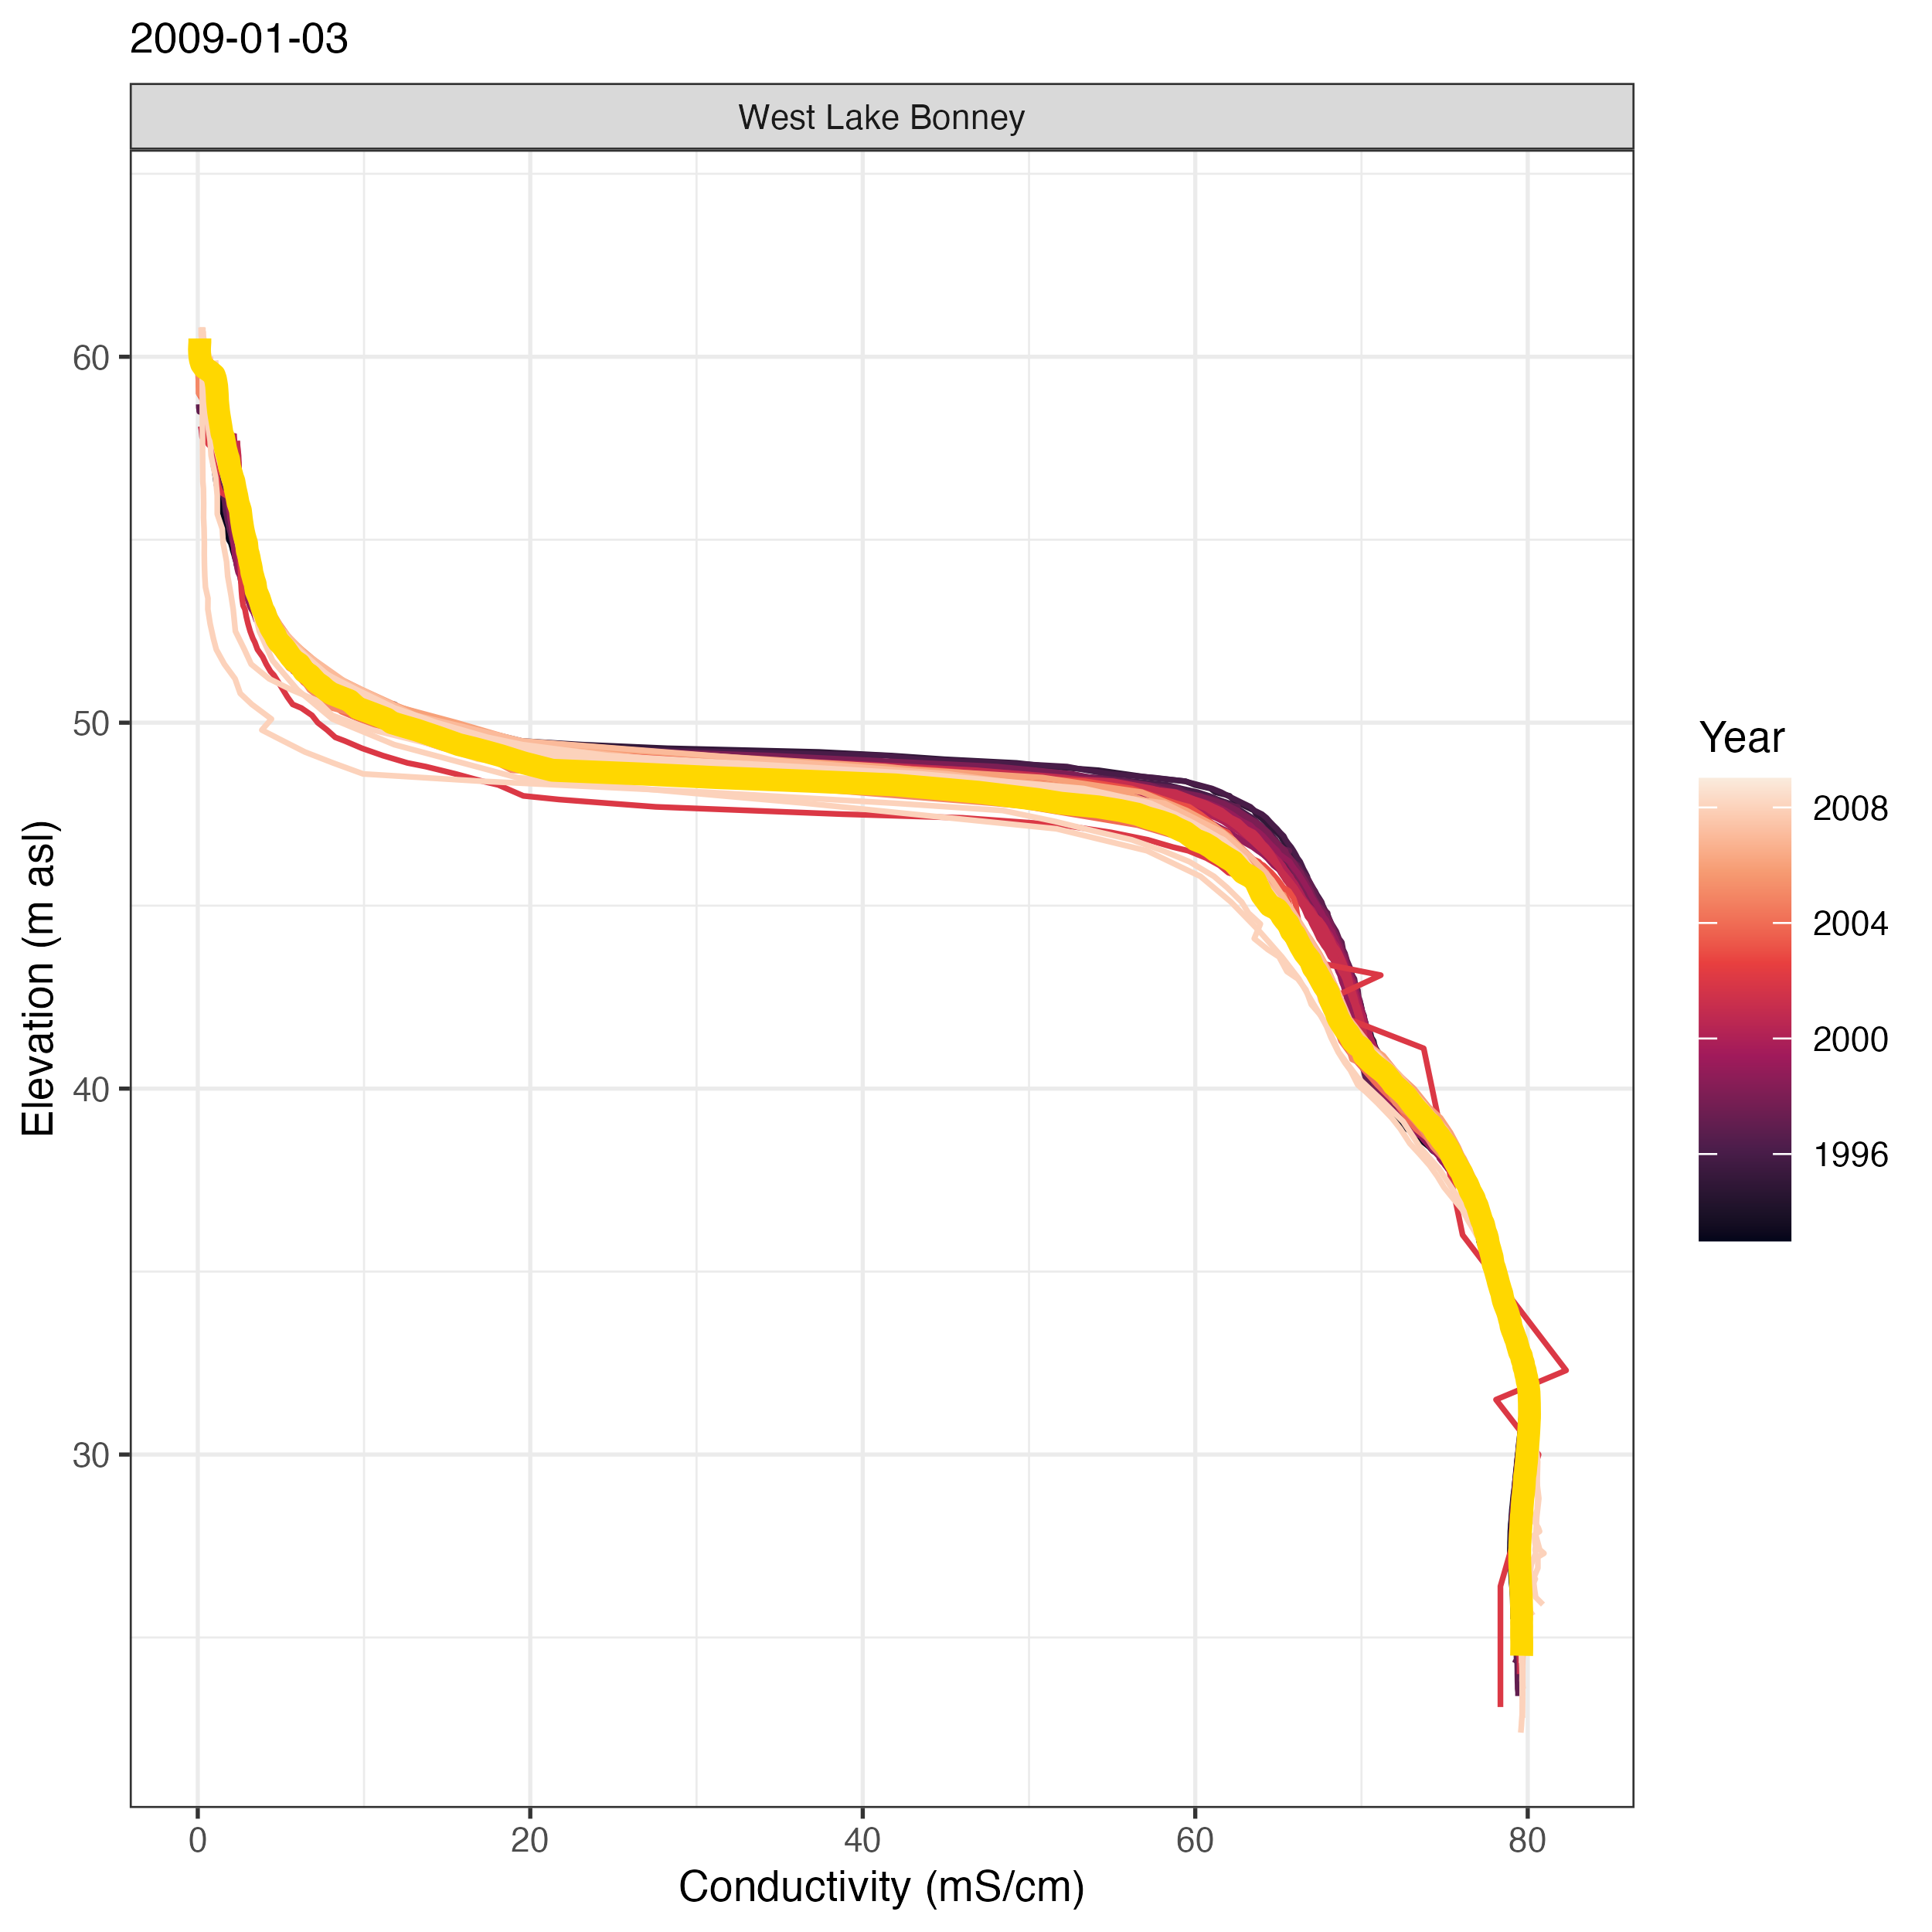 2009-01-03
West Lake Bonney
Elevation (m asl)
60
50
40
30
0 20 40 60 80
Conductivity (mS/cm)
Year
2008
2004
2000
1996